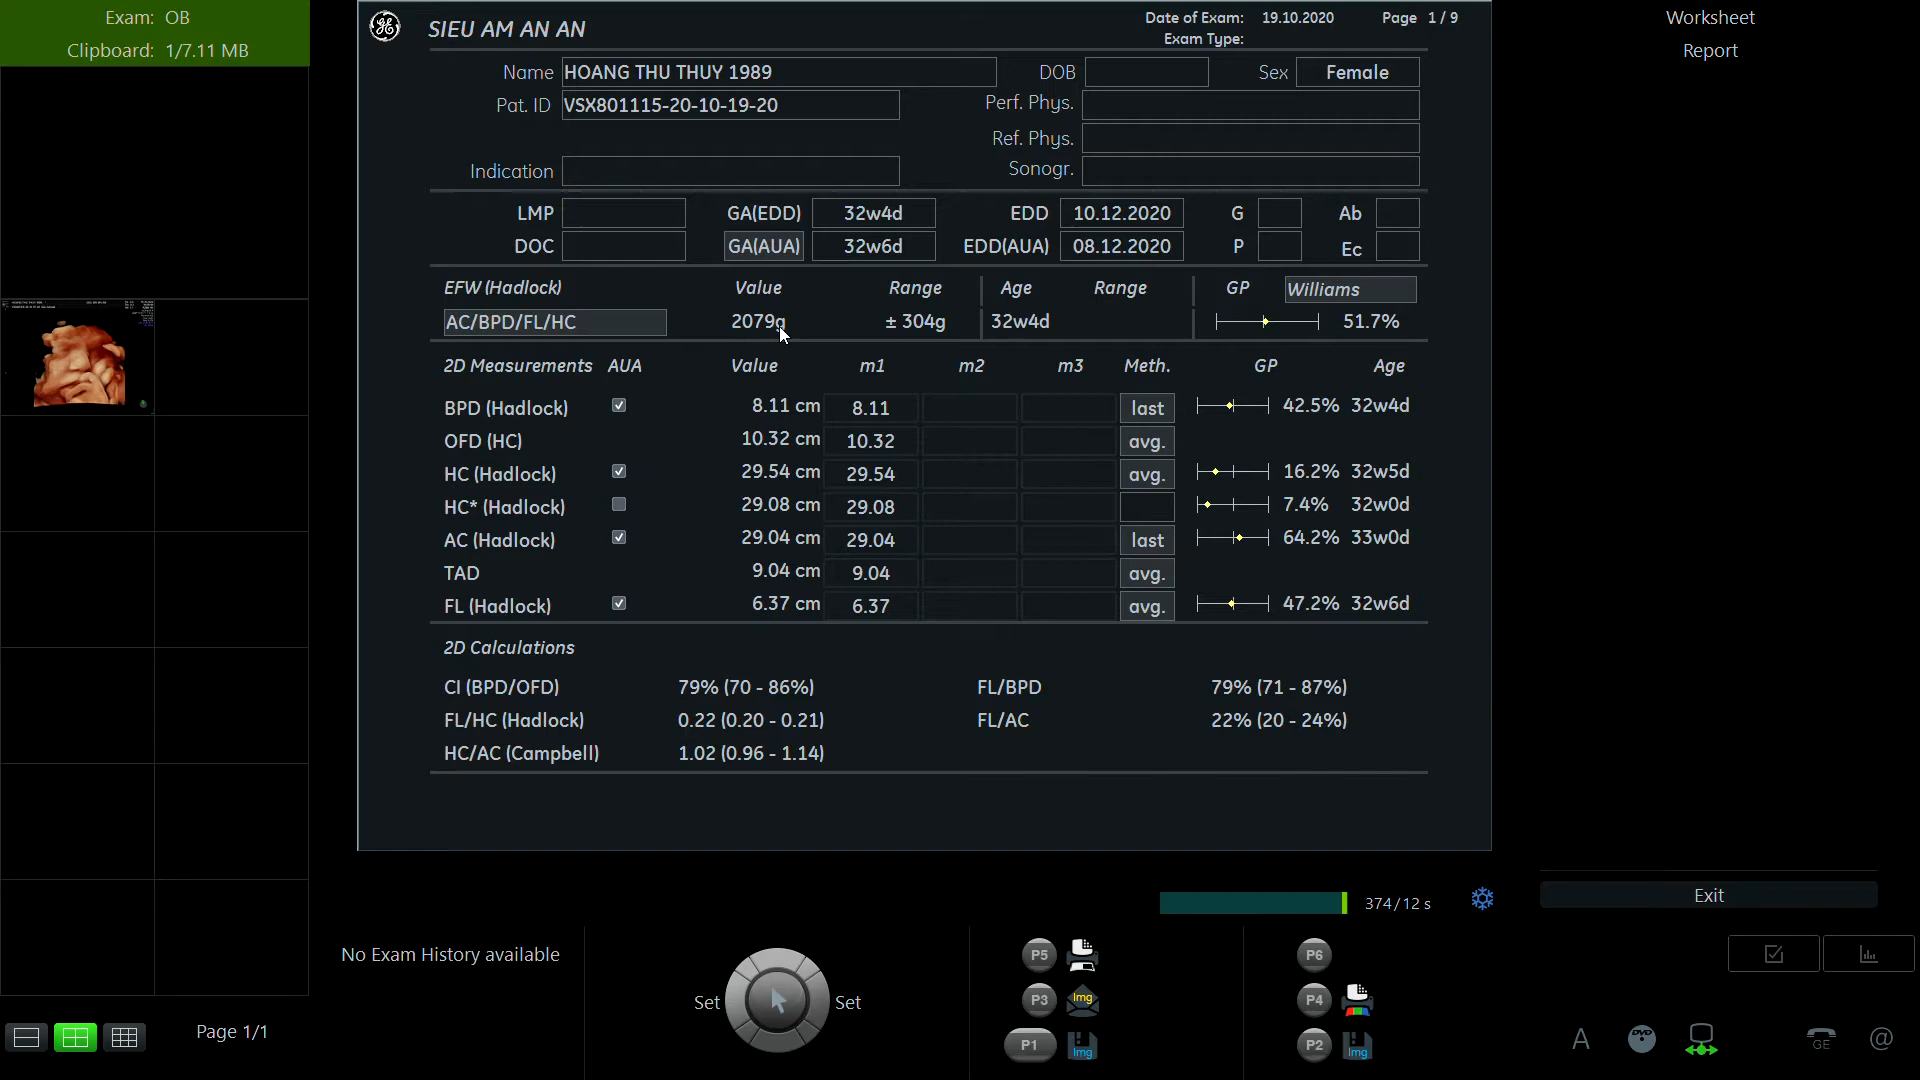 Exam: OB
Clipboard: 1/7.11 MB
SIEU AM AN AN
Date of Exam: 19.10.2020 Page 1 / 9
Exam Type:
Worksheet
Report
Name HOANG THU THUY 1989 DOB Sex Female
Pat. ID VSX801115-20-10-19-20 Perf. Phys.
Ref. Phys.
Indication Sonogr.
LMP GA(EDD) 32w4d EDD 10.12.2020 G Ab
DOC GA(AUA) 32w6d EDD(AUA) 08.12.2020 P Ec
EFW (Hadlock) Value Range Age Range GP Williams
AC/BPD/FL/HC 2079g ± 304g 32w4d 51.7%
2D Measurements AUA Value m1 m2 m3 Meth. GP Age
BPD (Hadlock) 8.11 cm 8.11 last 42.5% 32w4d
OFD (HC) 10.32 cm 10.32 avg.
HC (Hadlock) 29.54 cm 29.54 avg. 16.2% 32w5d
HC* (Hadlock) 29.08 cm 29.08 7.4% 32w0d
AC (Hadlock) 29.04 cm 29.04 last 64.2% 33w0d
TAD 9.04 cm 9.04 avg.
FL (Hadlock) 6.37 cm 6.37 avg. 47.2% 32w6d
2D Calculations
CI (BPD/OFD) 79% (70 - 86%) FL/BPD 79% (71 - 87%)
FL/HC (Hadlock) 0.22 (0.20 - 0.21) FL/AC 22% (20 - 24%)
HC/AC (Campbell) 1.02 (0.96 - 1.14)
374/12 s
Exit
No Exam History available
Set Set
P5 P6
P3 Img P4
P1 Img P2 Img
Page 1/1
A DVD GE @